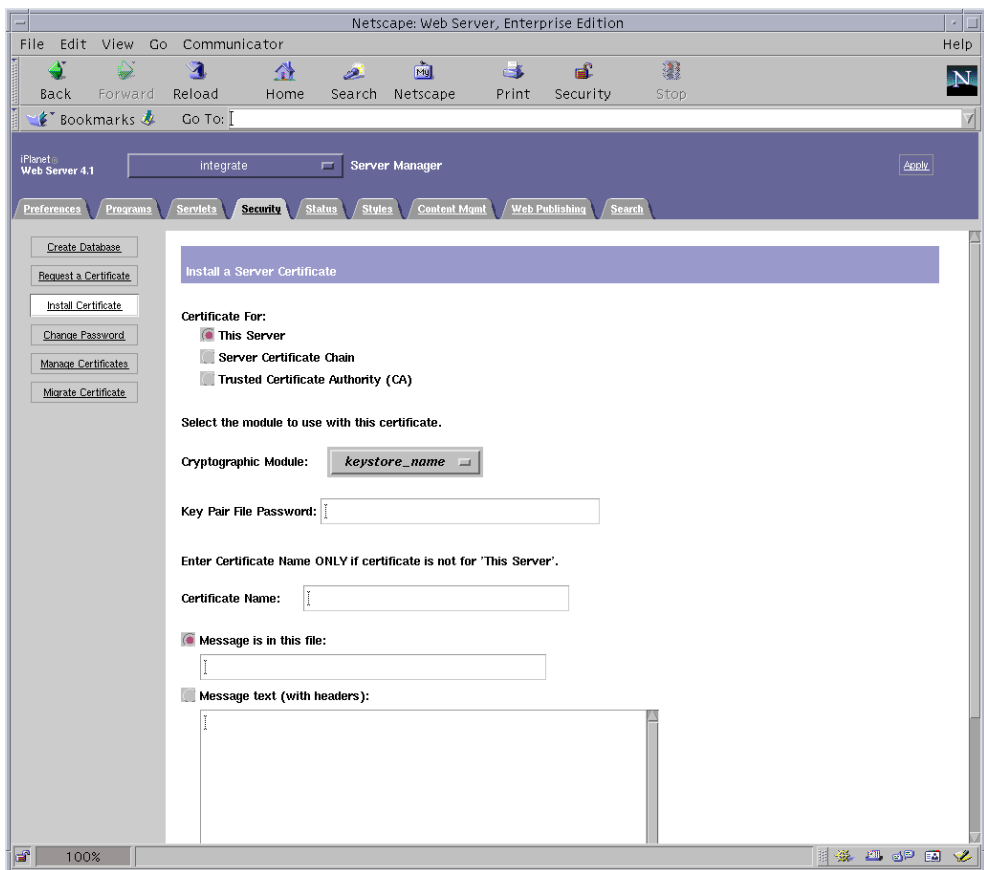 Netscape: Web Server, Enterprise Edition
File Edit View Go Communicator Help
Back Forward Reload Home Search Netscape Print Security Stop
My
N
Bookmarks Go To:
iPlanet
Web Server 4.1
integrate
Server Manager
Apply
Preferences Programs Servlets Security Status Styles Content Mgmt Web Publishing Search
Create Database
Request a Certificate
Install Certificate
Change Password
Manage Certificates
Migrate Certificate
Install a Server Certificate
Certificate For:
This Server
Server Certificate Chain
Trusted Certificate Authority (CA)
Select the module to use with this certificate.
Cryptographic Module: keystore_name
Key Pair File Password:
Enter Certificate Name ONLY if certificate is not for 'This Server'.
Certificate Name:
Message is in this file:
Message text (with headers):
100%